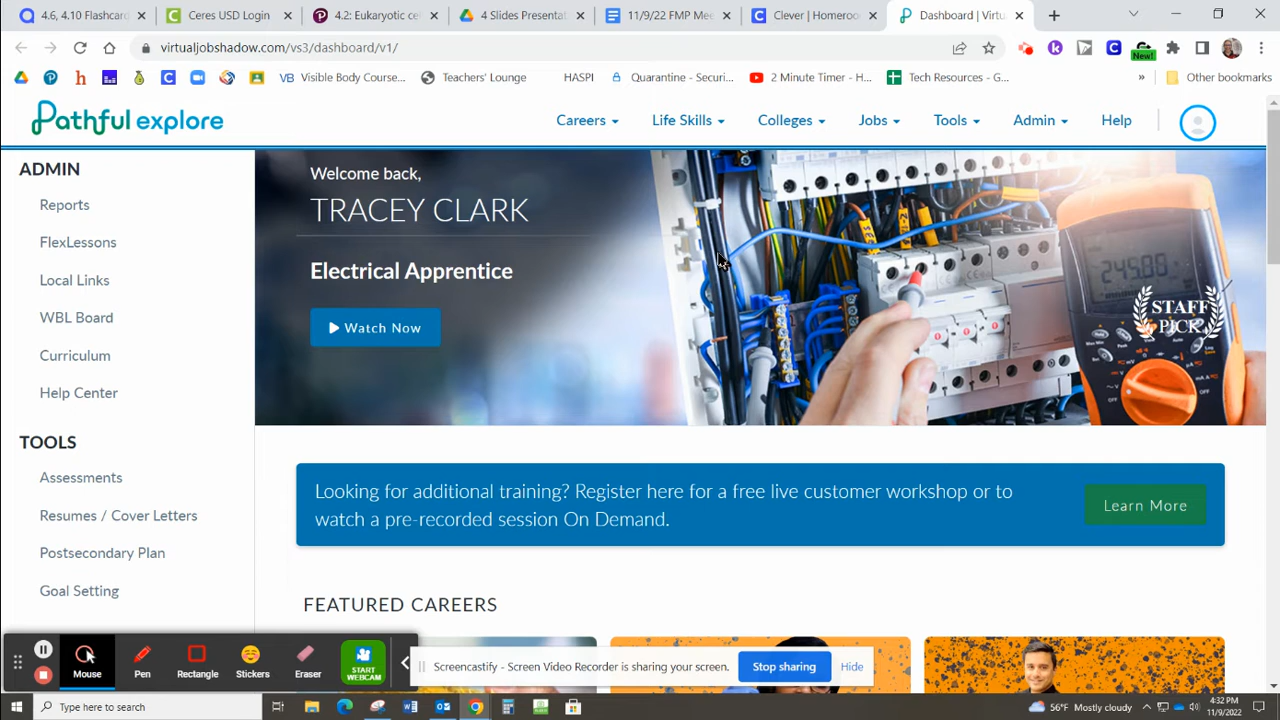 4.6, 4.10 Flashcar
Ceres USD Login
4.2: Eukaryotic ce
4 Slides Presentat
11/9/22 FMP Mee
Clever | Homeroo
Dashboard | Virtu
virtualjobshadow.com/vs3/dashboard/v1/
New!
Visible Body Course...
Teachers' Lounge
HASPI
Quarantine - Securi...
2 Minute Timer - H...
Tech Resources - G...
»
Other bookmarks
Pathful explore
Careers
Life Skills
Colleges
Jobs
Tools
Admin
Help
ADMIN
Reports
FlexLessons
Local Links
WBL Board
Curriculum
Help Center
TOOLS
Assessments
Resumes / Cover Letters
Postsecondary Plan
Goal Setting
Welcome back,
TRACEY CLARK
Electrical Apprentice
Watch Now
STAFF
PICK
Looking for additional training? Register here for a free live customer workshop or to
watch a pre-recorded session On Demand.
Learn More
FEATURED CAREERS
Mouse
Pen
Rectangle
Stickers
Eraser
START
WEBCAM
Screencastify - Screen Video Recorder is sharing your screen.
Stop sharing
Hide
Type here to search
56°F Mostly cloudy
4:32 PM
11/9/2022